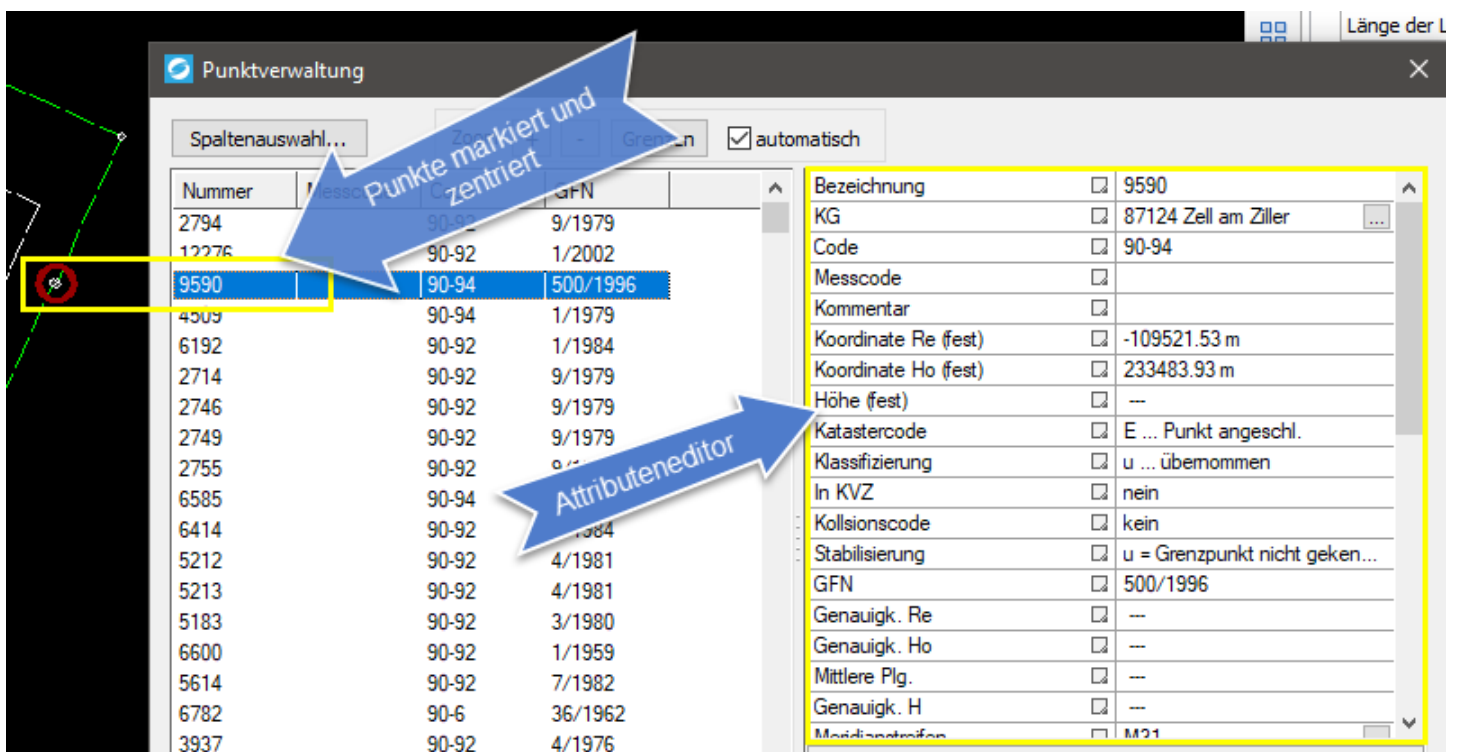 Länge der L
Punktverwaltung
Spaltenauswahl...
Zoom + - Grenzen automatisch
Punkte markiert und
zentriert
Nummer Messcode GFN
2794 90-92 9/1979
12276 90-92 1/2002
9590 90-94 500/1996
4509 90-94 1/1979
6192 90-92 1/1984
2714 90-92 9/1979
2746 90-92 9/1979
2749 90-92 9/1979
2755 90-92
6585 90-94
6414 90-92
5212 90-92 4/1981
5213 90-92 4/1981
5183 90-92 3/1980
6600 90-92 1/1959
5614 90-92 7/1982
6782 90-6 36/1962
3937 90-92 4/1976
Attributeneditor
Bezeichnung 9590
KG 87124 Zell am Ziller ...
Code 90-94
Messcode
Kommentar
Koordinate Re (fest) -109521.53 m
Koordinate Ho (fest) 233483.93 m
Höhe (fest) ---
Katastercode E ... Punkt angeschl.
Klassifizierung u ... übernommen
In KVZ nein
Kollsionscode kein
Stabilisierung u = Grenzpunkt nicht geken...
GFN 500/1996
Genauigk. Re ---
Genauigk. Ho ---
Mittlere Plg. ---
Genauigk. H ---
Meridianstreifen M31